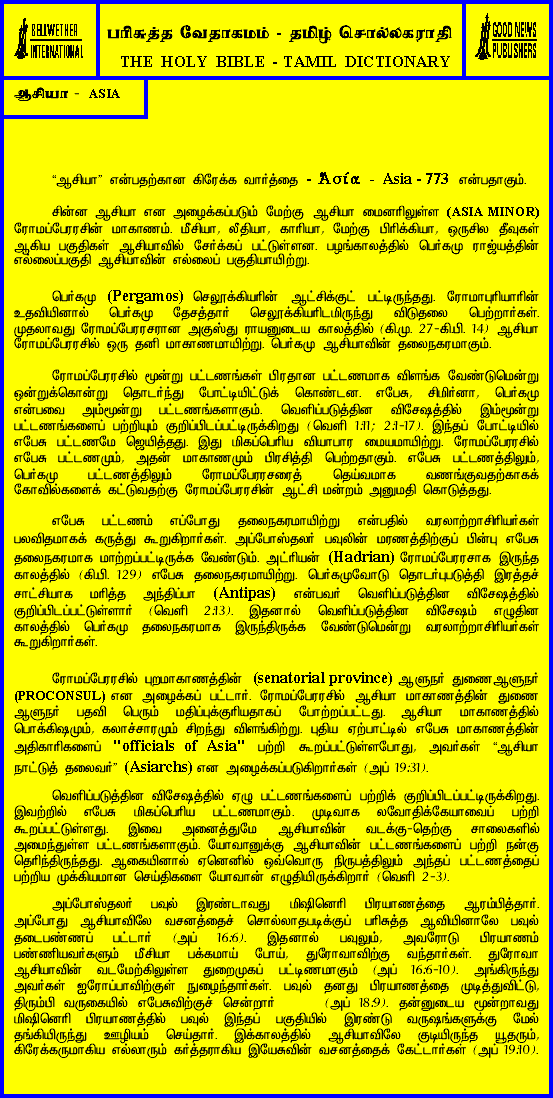 BELLWETHER
INTERNATIONAL
பரிசுத்த வேதாகமம் - தமிழ் சொல்லகராதி
THE HOLY BIBLE - TAMIL DICTIONARY
GOOD NEWS
PUBLISHERS
ஆசியா - ASIA
“ஆசியா” என்பதற்கான கிரேக்க வார்த்தை - Ἀσία - Asia - 773 என்பதாகும்.
சின்ன ஆசியா என அழைக்கப்படும் மேற்கு ஆசியா மைனரிலுள்ள (ASIA MINOR)
ரோமப்பேரரசின் மாகாணம். மீசியா, லீதியா, காரியா, மேற்கு பிரிக்கியா, ஒருசில தீவுகள்
ஆகிய பகுதிகள் ஆசியாவில் சேர்க்கப் பட்டுள்ளன. பழங்காலத்தில் பெர்கமு ராஜ்யத்தின்
எல்லைப்பகுதி ஆசியாவின் எல்லைப் பகுதியாயிற்று.
பெர்கமு (Pergamos) செலூக்கியரின் ஆட்சிக்குட் பட்டிருந்தது. ரோமாபுரியாரின்
உதவியினால் பெர்கமு தேசத்தார் செலூக்கியரிடமிருந்து விடுதலை பெற்றார்கள்.
முதலாவது ரோமப்பேரரசரான அகுஸ்து ராயனுடைய காலத்தில் (கி.மு. 27-கி.பி. 14) ஆசியா
ரோமப்பேரரசில் ஒரு தனி மாகாணமாயிற்று. பெர்கமு ஆசியாவின் தலைநகரமாகும்.
ரோமப்பேரரசில் மூன்று பட்டணங்கள் பிரதான பட்டணமாக விளங்க வேண்டுமென்று
ஒன்றுக்கொன்று தொடர்ந்து போட்டியிட்டுக் கொண்டன. எபேசு, சிமிர்னா, பெர்கமு
என்பவை அம்மூன்று பட்டணங்களாகும். வெளிப்படுத்தின விசேஷத்தில் இம்மூன்று
பட்டணங்களைப் பற்றியும் குறிப்பிடப்பட்டிருக்கிறது (வெளி 1:11; 2:1-17). இந்தப் போட்டியில்
எபேசு பட்டணமே ஜெயித்தது. இது மிகப்பெரிய வியாபார மையமாயிற்று. ரோமப்பேரரசில்
எபேசு பட்டணமும், அதன் மாகாணமும் பிரசித்தி பெற்றதாகும். எபேசு பட்டணத்திலும்,
பெர்கமு பட்டணத்திலும் ரோமப்பேரசரைத் தெய்வமாக வணங்குவதற்காகக்
கோவில்களைக் கட்டுவதற்கு ரோமப்பேரரசின் ஆட்சி மன்றம் அனுமதி கொடுத்தது.
எபேசு பட்டணம் எப்போது தலைநகரமாயிற்று என்பதில் வரலாற்றாசிரியர்கள்
பலவிதமாகக் கருத்து கூறுகிறார்கள். அப்போஸ்தலர் பவுலின் மரணத்திற்குப் பின்பு எபேசு
தலைநகரமாக மாற்றப்பட்டிருக்க வேண்டும். அட்ரியன் (Hadrian) ரோமப்பேரரசாக இருந்த
காலத்தில் (கி.பி. 129) எபேசு தலைநகரமாயிற்று. பெர்கமுவோடு தொடர்புபடுத்தி இரத்தச்
சாட்சியாக மரித்த அந்திப்பா (Antipas) என்பவர் வெளிப்படுத்தின விசேஷத்தில்
குறிப்பிடப்பட்டுள்ளார் (வெளி 2:13). இதனால் வெளிப்படுத்தின விசேஷம் எழுதின
காலத்தில் பெர்கமு தலைநகரமாக இருந்திருக்க வேண்டுமென்று வரலாற்றாசிரியர்கள்
கூறுகிறார்கள்.
ரோமப்பேரரசில் புறமாகாணத்தின் (senatorial province) ஆளுநர் துணைஆளுநர்
(PROCONSUL) என அழைக்கப் பட்டார். ரோமப்பேரரசில் ஆசியா மாகாணத்தின் துணை
ஆளுநர் பதவி பெரும் மதிப்புக்குரியதாகப் போற்றப்பட்டது. ஆசியா மாகாணத்தில்
பொக்கிஷமும், கலாச்சாரமும் சிறந்து விளங்கிற்று. புதிய ஏற்பாட்டில் எபேசு மாகாணத்தின்
அதிகாரிகளைப் "officials of Asia" பற்றி கூறப்பட்டுள்ளபோது, அவர்கள் “ஆசியா
நாட்டுத் தலைவர்” (Asiarchs) என அழைக்கப்படுகிறார்கள் (அப் 19:31).
வெளிப்படுத்தின விசேஷத்தில் ஏழு பட்டணங்களைப் பற்றிக் குறிப்பிடப்பட்டிருக்கிறது.
இவற்றில் எபேசு மிகப்பெரிய பட்டணமாகும். முடிவாக லவோதிக்கேயாவைப் பற்றி
கூறப்பட்டுள்ளது. இவை அனைத்துமே ஆசியாவின் வடக்கு-தெற்கு சாலைகளில்
அமைந்துள்ள பட்டணங்களாகும். யோவானுக்கு ஆசியாவின் பட்டணங்களைப் பற்றி நன்கு
தெரிந்திருந்தது. ஆகையினால் ஏனெனில் ஒவ்வொரு நிருபத்திலும் அந்தப் பட்டணத்தைப்
பற்றிய முக்கியமான செய்திகளை யோவான் எழுதியிருக்கிறார் (வெளி 2-3).
அப்போஸ்தலர் பவுல் இரண்டாவது மிஷினெரி பிரயாணத்தை ஆரம்பித்தார்.
அப்போது ஆசியாவிலே வசனத்தைச் சொல்லாதபடிக்குப் பரிசுத்த ஆவியினாலே பவுல்
தடைபண்ணப் பட்டார் (அப் 16:6). இதனால் பவுலும், அவரோடு பிரயாணம்
பண்ணியவர்களும் மீசியா பக்கமாய் போய், துரோவாவிற்கு வந்தார்கள். துரோவா
ஆசியாவின் வடமேற்கிலுள்ள துறைமுகப் பட்டிணமாகும் (அப் 16:6-10). அங்கிருந்து
அவர்கள் ஐரோப்பாவிற்குள் நுழைந்தார்கள். பவுல் தனது பிரயாணத்தை முடித்துவிட்டு,
திரும்பி வருகையில் எபேசுவிற்குச் சென்றார் (அப் 18:9). தன்னுடைய மூன்றாவது
மிஷினெரி பிரயாணத்தில் பவுல் இந்தப் பகுதியில் இரண்டு வருஷங்களுக்கு மேல்
தங்கியிருந்து ஊழியம் செய்தார். இக்காலத்தில் ஆசியாவிலே குடியிருந்த யூதரும்,
கிரேக்கருமாகிய எல்லாரும் கர்த்தராகிய இயேசுவின் வசனத்தைக் கேட்டார்கள் (அப் 19:10).